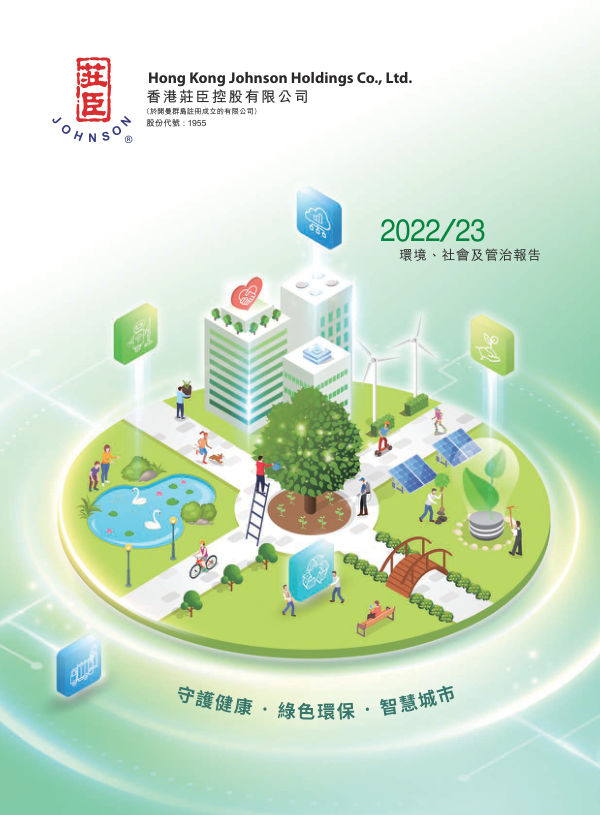 莊臣
JOHNSON®
Hong Kong Johnson Holdings Co., Ltd.
香港莊臣控股有限公司
(於開曼群島註冊成立的有限公司)
股份代號 : 1955
2022/23
環境、社會及管治報告
守護健康 · 綠色環保 · 智慧城市